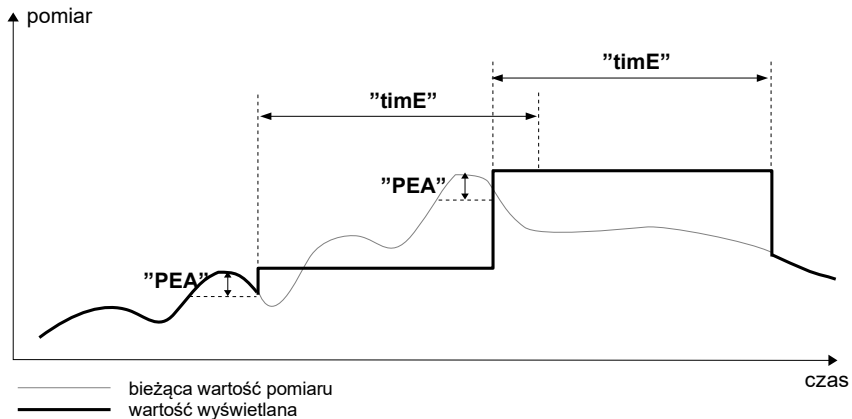 pomiar
”timE”
”timE”
”PEA”
”PEA”
czas
bieżąca wartość pomiaru
wartość wyświetlana